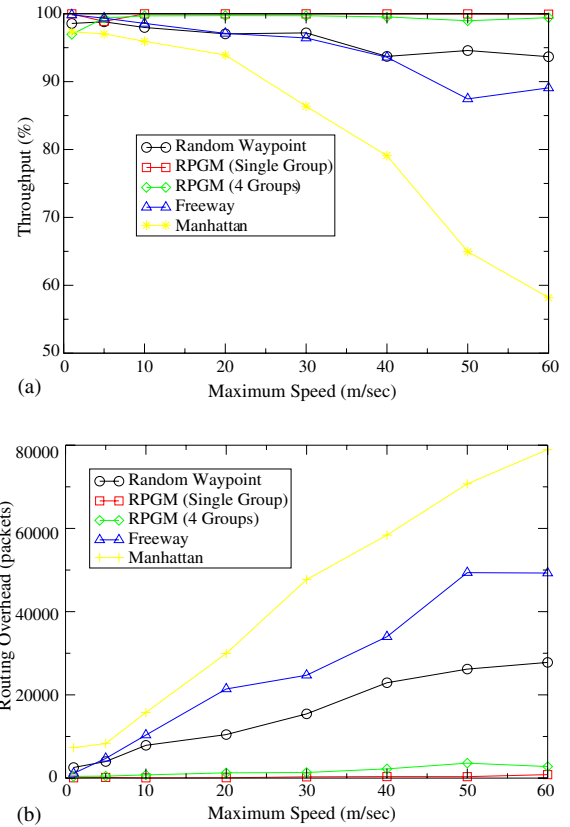 100
90
80
70
60
50
Throughput (%)
Random Waypoint
RPGM (Single Group)
RPGM (4 Groups)
Freeway
Manhattan
0 10 20 30 40 50 60
(a) Maximum Speed (m/sec)
80000
60000
40000
20000
0
Routing Overhead (packets)
Random Waypoint
RPGM (Single Group)
RPGM (4 Groups)
Freeway
Manhattan
0 10 20 30 40 50 60
(b) Maximum Speed (m/sec)